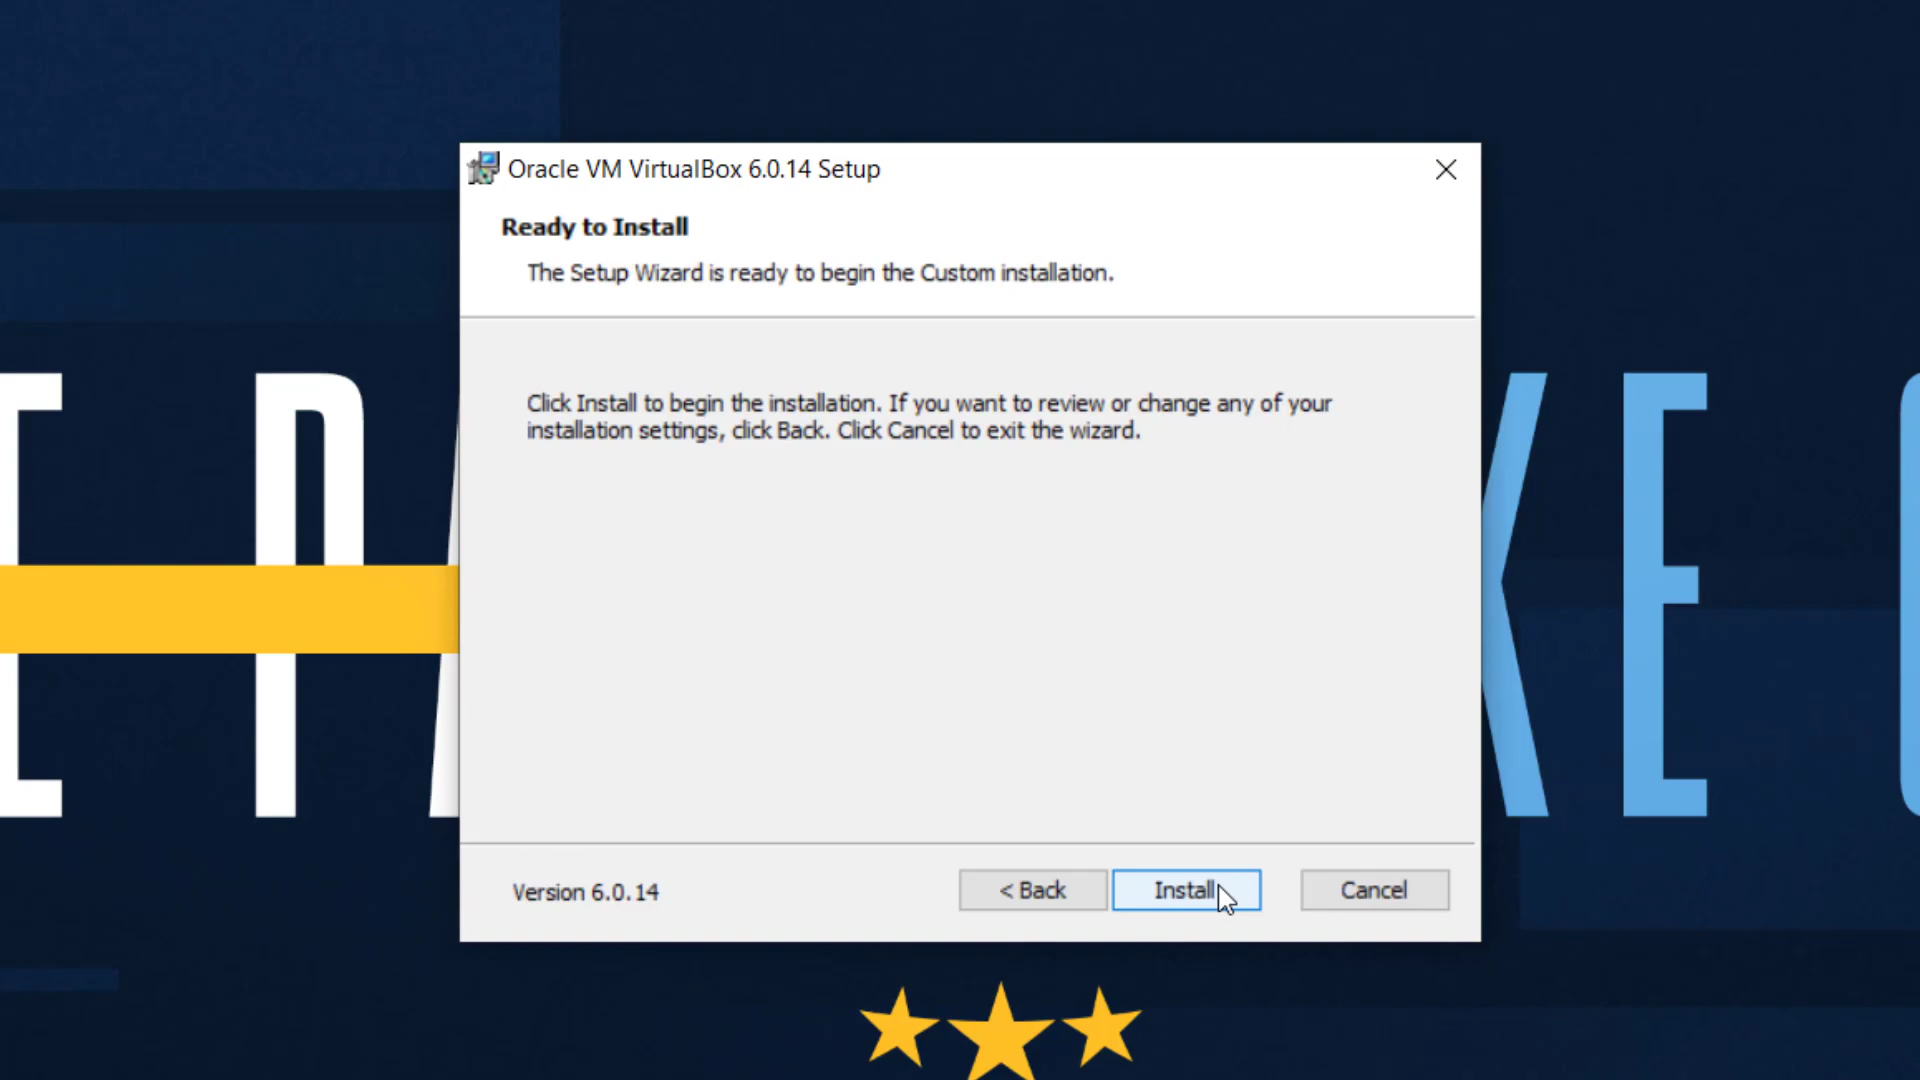 Oracle VM VirtualBox 6.0.14 Setup
Ready to Install
The Setup Wizard is ready to begin the Custom installation.
Click Install to begin the installation. If you want to review or change any of your
installation settings, click Back. Click Cancel to exit the wizard.
Version 6.0.14
< Back
Install
Cancel